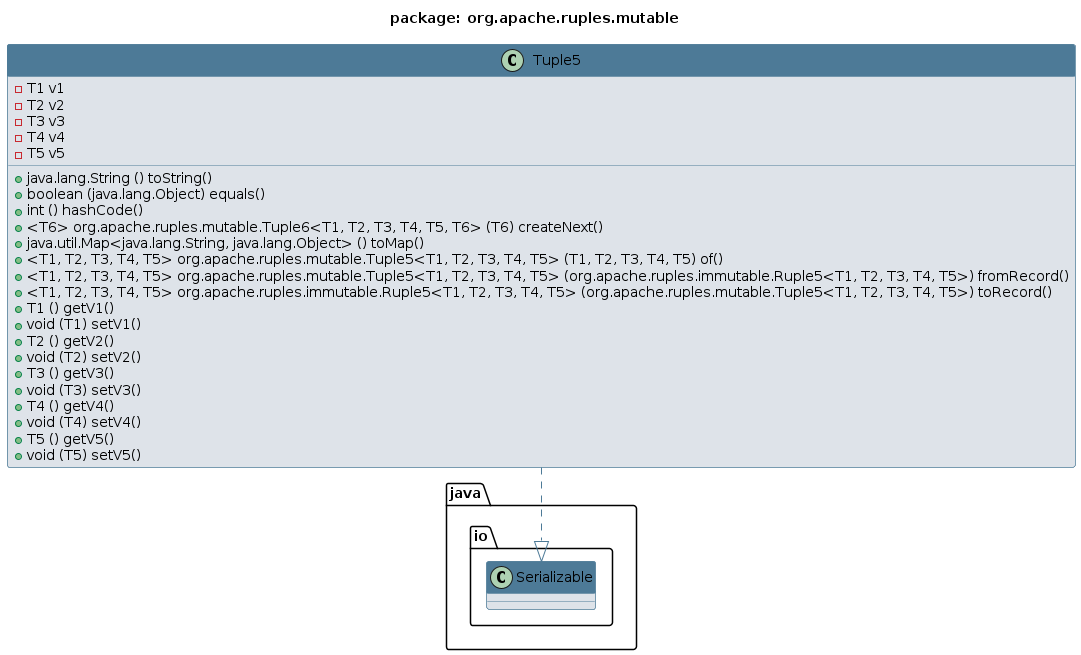 package: org.apache.ruples.mutable
C Tuple5
T1 v1
T2 v2
T3 v3
T4 v4
T5 v5
java.lang.String () toString()
boolean (java.lang.Object) equals()
int () hashCode()
<T6> org.apache.ruples.mutable.Tuple6<T1, T2, T3, T4, T5, T6> (T6) createNext()
java.util.Map<java.lang.String, java.lang.Object> () toMap()
<T1, T2, T3, T4, T5> org.apache.ruples.mutable.Tuple5<T1, T2, T3, T4, T5> (T1, T2, T3, T4, T5) of()
<T1, T2, T3, T4, T5> org.apache.ruples.mutable.Tuple5<T1, T2, T3, T4, T5> (org.apache.ruples.immutable.Ruple5<T1, T2, T3, T4, T5>) fromRecord()
<T1, T2, T3, T4, T5> org.apache.ruples.immutable.Ruple5<T1, T2, T3, T4, T5> (org.apache.ruples.mutable.Tuple5<T1, T2, T3, T4, T5>) toRecord()
T1 () getV1()
void (T1) setV1()
T2 () getV2()
void (T2) setV2()
T3 () getV3()
void (T3) setV3()
T4 () getV4()
void (T4) setV4()
T5 () getV5()
void (T5) setV5()
java
io
C Serializable